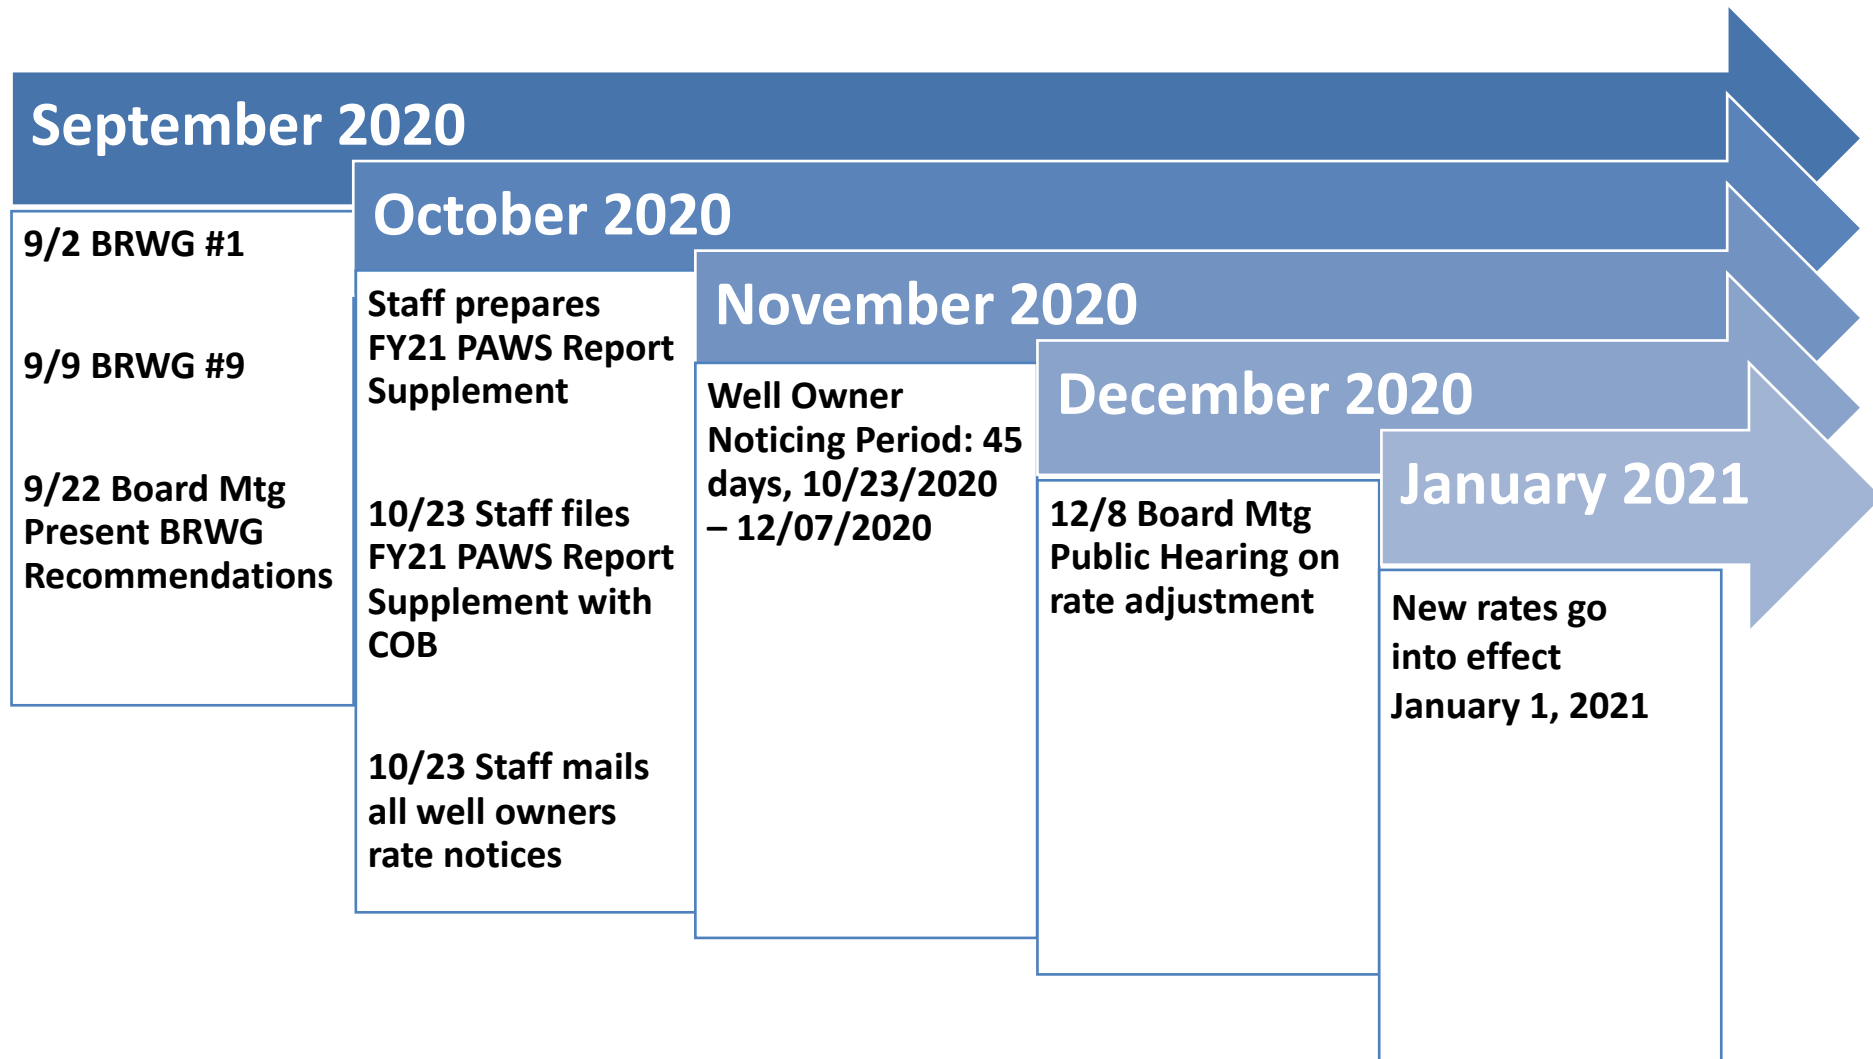 September 2020
9/2 BRWG #1
9/9 BRWG #9
9/22 Board Mtg
Present BRWG
Recommendations
October 2020
Staff prepares
FY21 PAWS Report
Supplement
10/23 Staff files
FY21 PAWS Report
Supplement with
COB
10/23 Staff mails
all well owners
rate notices
November 2020
Well Owner
Noticing Period: 45
days, 10/23/2020
– 12/07/2020
December 2020
12/8 Board Mtg
Public Hearing on
rate adjustment
January 2021
New rates go
into effect
January 1, 2021